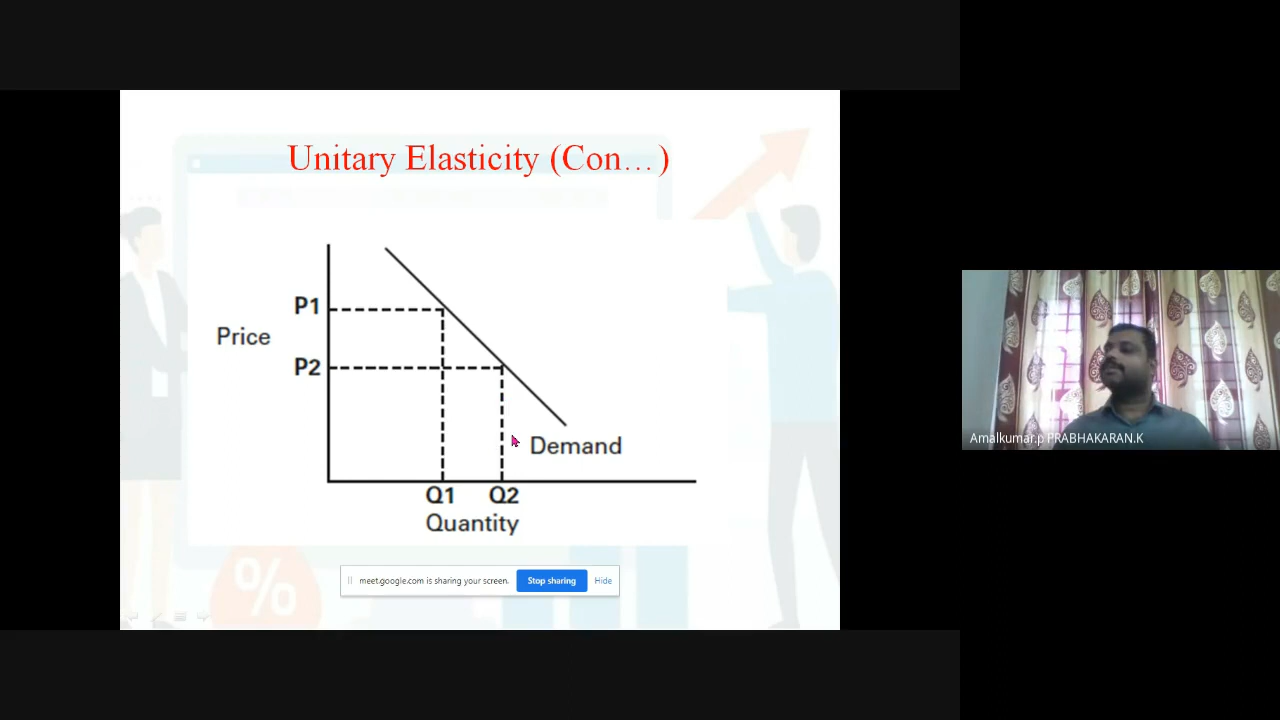 Unitary Elasticity (Con…)
P1
Price
P2
Demand
Q1 Q2
Quantity
%
meet.google.com is sharing your screen. Stop sharing Hide
Amalkumar.p PRABHAKARAN.K